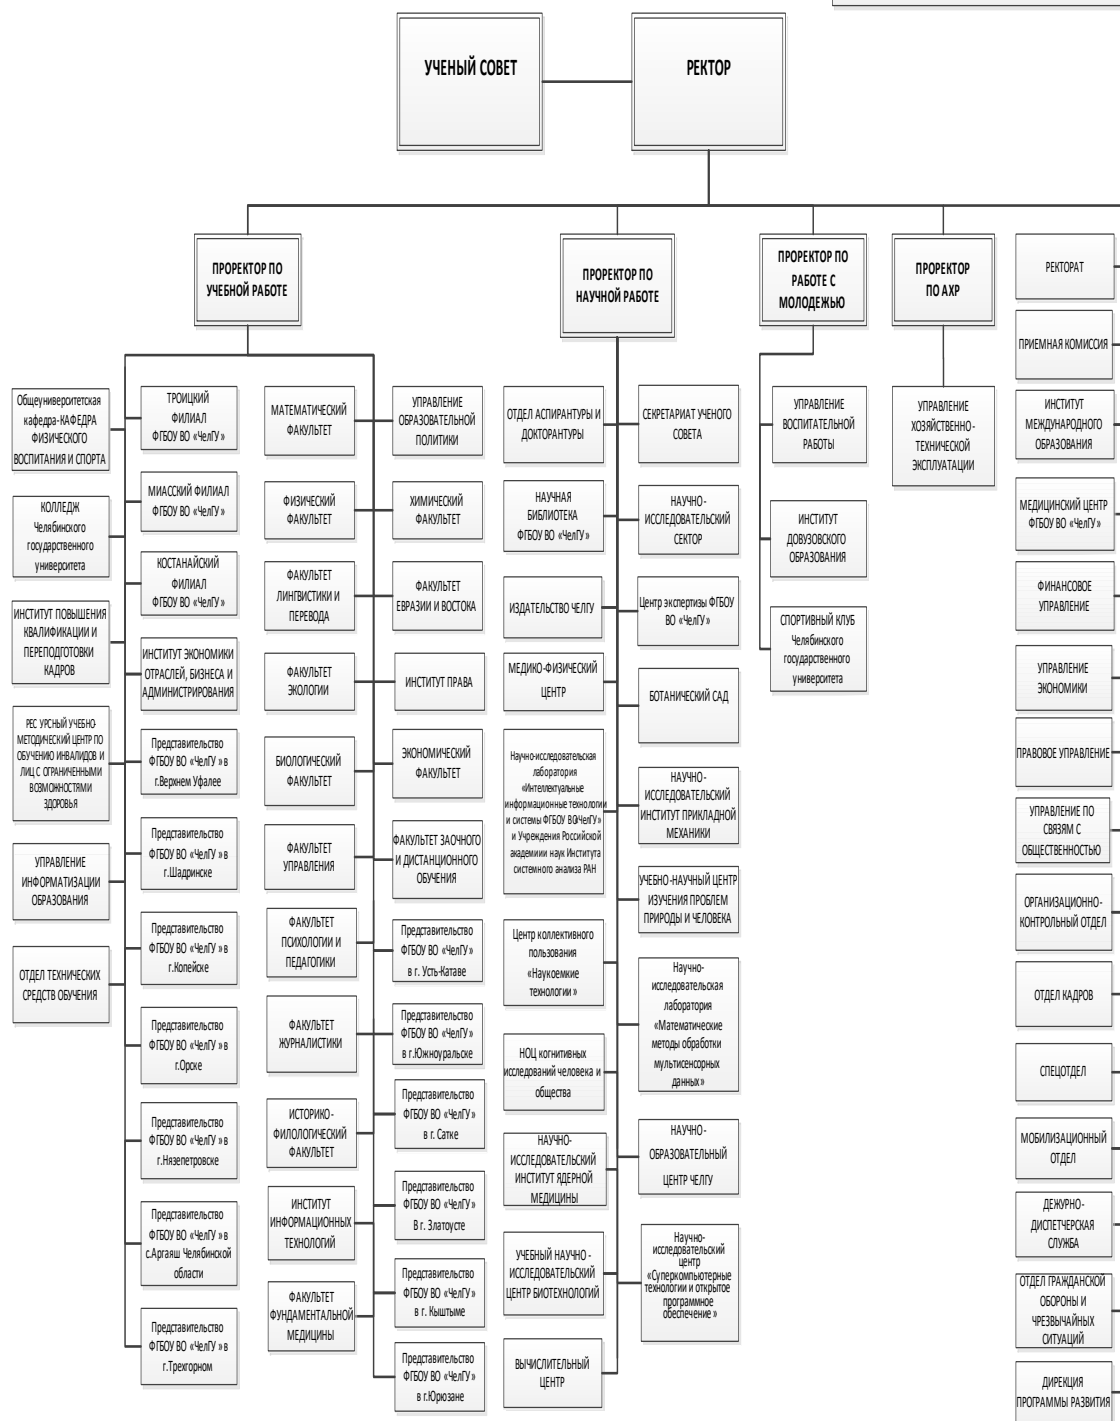 УЧЕНЫЙ СОВЕТ
РЕКТОР
ПРОРЕКТОР ПО
УЧЕБНОЙ РАБОТЕ
ПРОРЕКТОР ПО
НАУЧНОЙ РАБОТЕ
ПРОРЕКТОР ПО
РАБОТЕ С
МОЛОДЕЖЬЮ
ПРОРЕКТОР
ПО АХР
Общеуниверситетская
кафедра-КАФЕДРА
ФИЗИЧЕСКОГО
ВОСПИТАНИЯ И СПОРТА
КОЛЛЕДЖ
Челябинского
государственного
университета
ИНСТИТУТ ПОВЫШЕНИЯ
КВАЛИФИКАЦИИ И
ПЕРЕПОДГОТОВКИ
КАДРОВ
РЕС УРСНЫЙ УЧЕБНО-
МЕТОДИЧЕСКИЙ ЦЕНТР ПО
ОБУЧЕНИЮ ИНВАЛИДОВ И
ЛИЦ С ОГРАНИЧЕННЫМИ
ВОЗМОЖНОСТЯМИ
ЗДОРОВЬЯ
УПРАВЛЕНИЕ
ИНФОРМАТИЗАЦИИ
ОБРАЗОВАНИЯ
ОТДЕЛ ТЕХНИЧЕСКИХ
СРЕДСТВ ОБУЧЕНИЯ
ТРОИЦКИЙ
ФИЛИАЛ
ФГБОУ ВО «ЧелГУ»
МИАССКИЙ ФИЛИАЛ
ФГБОУ ВО «ЧелГУ»
КОСТАНАЙСКИЙ
ФИЛИАЛ
ФГБОУ ВО «ЧелГУ»
ИНСТИТУТ ЭКОНОМИКИ
ОТРАСЛЕЙ, БИЗНЕСА И
АДМИНИСТРИРОВАНИЯ
Представительство
ФГБОУ ВО «ЧелГУ» в
г.Верхнем Уфалее
Представительство
ФГБОУ ВО «ЧелГУ» в
г.Шадринске
Представительство
ФГБОУ ВО «ЧелГУ» в
г.Копейске
Представительство
ФГБОУ ВО «ЧелГУ» в
г.Орске
Представительство
ФГБОУ ВО «ЧелГУ» в
г.Нязепетровске
Представительство
ФГБОУ ВО «ЧелГУ» в
с.Аргаяш Челябинской
области
Представительство
ФГБОУ ВО «ЧелГУ» в
г.Трехгорном
МАТЕМАТИЧЕСКИЙ
ФАКУЛЬТЕТ
ФИЗИЧЕСКИЙ
ФАКУЛЬТЕТ
ФАКУЛЬТЕТ
ЛИНГВИСТИКИ И
ПЕРЕВОДА
ФАКУЛЬТЕТ
ЭКОЛОГИИ
БИОЛОГИЧЕСКИЙ
ФАКУЛЬТЕТ
ФАКУЛЬТЕТ
УПРАВЛЕНИЯ
ФАКУЛЬТЕТ
ПСИХОЛОГИИ И
ПЕДАГОГИКИ
ФАКУЛЬТЕТ
ЖУРНАЛИСТИКИ
ИСТОРИКО-
ФИЛОЛОГИЧЕСКИЙ
ФАКУЛЬТЕТ
ИНСТИТУТ
ИНФОРМАЦИОННЫХ
ТЕХНОЛОГИЙ
ФАКУЛЬТЕТ
ФУНДАМЕНТАЛЬНОЙ
МЕДИЦИНЫ
УПРАВЛЕНИЕ
ОБРАЗОВАТЕЛЬНОЙ
ПОЛИТИКИ
ХИМИЧЕСКИЙ
ФАКУЛЬТЕТ
ФАКУЛЬТЕТ
ЕВРАЗИИ И ВОСТОКА
ИНСТИТУТ ПРАВА
ЭКОНОМИЧЕСКИЙ
ФАКУЛЬТЕТ
ФАКУЛЬТЕТ ЗАОЧНОГО
И ДИСТАНЦИОННОГО
ОБУЧЕНИЯ
Представительство
ФГБОУ ВО «ЧелГУ»
в г. Усть-Катаве
Представительство
ФГБОУ ВО «ЧелГУ»
в г.Южноуральске
Представительство
ФГБОУ ВО «ЧелГУ»
в г. Сатке
Представительство
ФГБОУ ВО «ЧелГУ»
В г. Златоусте
Представительство
ФГБОУ ВО «ЧелГУ»
в г. Кыштыме
Представительство
ФГБОУ ВО «ЧелГУ»
в г.Юрюзане
ОТДЕЛ АСПИРАНТУРЫ И
ДОКТОРАНТУРЫ
НАУЧНАЯ
БИБЛИОТЕКА
ФГБОУ ВО «ЧелГУ»
ИЗДАТЕЛЬСТВО ЧЕЛГУ
МЕДИКО-ФИЗИЧЕСКИЙ
ЦЕНТР
Научно-исследовательская
лаборатория
«Интеллектуальные
информационные технологии
и системы ФГБОУ ВО«ЧелГУ»
и Учреждения Российской
академиии наук Института
системного анализа РАН
Центр коллективного
пользования
«Наукоемкие
технологии»
НОЦ когнитивных
исследований человека и
общества
НАУЧНО-
ИССЛЕДОВАТЕЛЬСКИЙ
ИНСТИТУТ ЯДЕРНОЙ
МЕДИЦИНЫ
УЧЕБНЫЙ НАУЧНО -
ИССЛЕДОВАТЕЛЬСКИЙ
ЦЕНТР БИОТЕХНОЛОГИЙ
ВЫЧИСЛИТЕЛЬНЫЙ
ЦЕНТР
СЕКРЕТАРИАТ УЧЕНОГО
СОВЕТА
НАУЧНО-
ИССЛЕДОВАТЕЛЬСКИЙ
СЕКТОР
Центр экспертизы ФГБОУ
ВО «ЧелГУ»
БОТАНИЧЕСКИЙ САД
НАУЧНО-
ИССЛЕДОВАТЕЛЬСКИЙ
ИНСТИТУТ ПРИКЛАДНОЙ
МЕХАНИКИ
УЧЕБНО-НАУЧНЫЙ ЦЕНТР
ИЗУЧЕНИЯ ПРОБЛЕМ
ПРИРОДЫ И ЧЕЛОВЕКА
Научно-
исследовательская
лаборатория
«Математические
методы обработки
мультисенсорных
данных»
НАУЧНО-
ОБРАЗОВАТЕЛЬНЫЙ
ЦЕНТР ЧЕЛГУ
Научно-
исследовательский
центр
«Суперкомпьютерные
технологии и открытое
программное
обеспечение»
УПРАВЛЕНИЕ
ВОСПИТАТЕЛЬНОЙ
РАБОТЫ
ИНСТИТУТ
ДОВУЗОВСКОГО
ОБРАЗОВАНИЯ
СПОРТИВНЫЙ КЛУБ
Челябинского
государственного
университета
УПРАВЛЕНИЕ
ХОЗЯЙСТВЕННО-
ТЕХНИЧЕСКОЙ
ЭКСПЛУАТАЦИИ
РЕКТОРАТ
ПРИЕМНАЯ КОМИССИЯ
ИНСТИТУТ
МЕЖДУНАРОДНОГО
ОБРАЗОВАНИЯ
МЕДИЦИНСКИЙ ЦЕНТР
ФГБОУ ВО «ЧелГУ»
ФИНАНСОВОЕ
УПРАВЛЕНИЕ
УПРАВЛЕНИЕ
ЭКОНОМИКИ
ПРАВОВОЕ УПРАВЛЕНИЕ
УПРАВЛЕНИЕ ПО
СВЯЗЯМ С
ОБЩЕСТВЕННОСТЬЮ
ОРГАНИЗАЦИОННО-
КОНТРОЛЬНЫЙ ОТДЕЛ
ОТДЕЛ КАДРОВ
СПЕЦОТДЕЛ
МОБИЛИЗАЦИОННЫЙ
ОТДЕЛ
ДЕЖУРНО-
ДИСПЕТЧЕРСКАЯ
СЛУЖБА
ОТДЕЛ ГРАЖДАНСКОЙ
ОБОРОНЫ И
ЧРЕЗВЫЧАЙНЫХ
СИТУАЦИЙ
ДИРЕКЦИЯ
ПРОГРАММЫ РАЗВИТИЯ